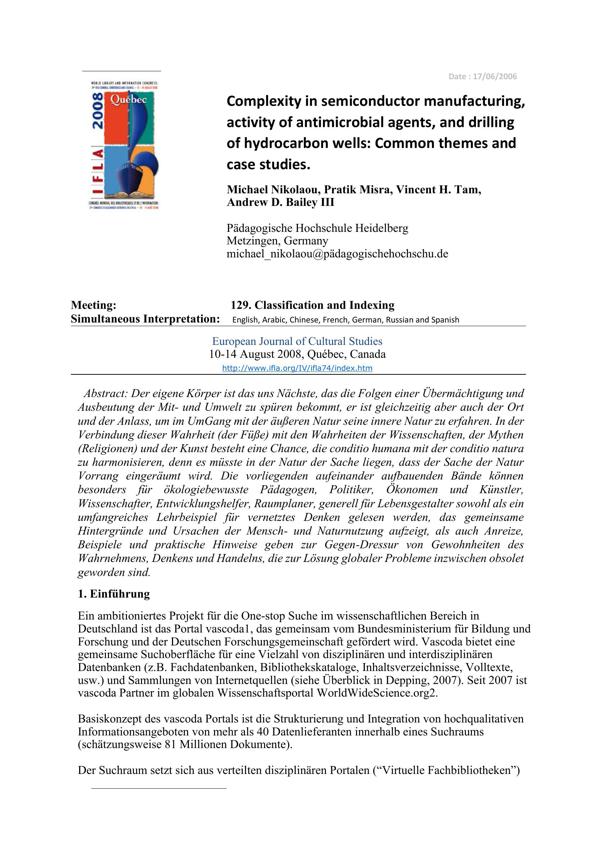 Date : 17/06/2006
WORLD LIBRARY AND INFORMATION CONGRESS:
Québec
IFLA 2008
Complexity in semiconductor manufacturing,
activity of antimicrobial agents, and drilling
of hydrocarbon wells: Common themes and
case studies.
Michael Nikolaou, Pratik Misra, Vincent H. Tam,
Andrew D. Bailey III
Pädagogische Hochschule Heidelberg
Metzingen, Germany
michael_nikolaou@pädagogischehochschu.de
Meeting: 129. Classification and Indexing
Simultaneous Interpretation: English, Arabic, Chinese, French, German, Russian and Spanish
European Journal of Cultural Studies
10-14 August 2008, Québec, Canada
http://www.ifla.org/IV/ifla74/index.htm
Abstract: Der eigene Körper ist das uns Nächste, das die Folgen einer Übermächtigung und
Ausbeutung der Mit- und Umwelt zu spüren bekommt, er ist gleichzeitig aber auch der Ort
und der Anlass, um im UmGang mit der äußeren Natur seine innere Natur zu erfahren. In der
Verbindung dieser Wahrheit (der Füße) mit den Wahrheiten der Wissenschaften, der Mythen
(Religionen) und der Kunst besteht eine Chance, die conditio humana mit der conditio natura
zu harmonisieren, denn es müsste in der Natur der Sache liegen, dass der Sache der Natur
Vorrang eingeräumt wird. Die vorliegenden aufeinander aufbauenden Bände können
besonders für ökologiebewusste Pädagogen, Politiker, Ökonomen und Künstler,
Wissenschafter, Entwicklungshelfer, Raumplaner, generell für Lebensgestalter sowohl als ein
umfangreiches Lehrbeispiel für vernetztes Denken gelesen werden, das gemeinsame
Hintergründe und Ursachen der Mensch- und Naturnutzung aufzeigt, als auch Anreize,
Beispiele und praktische Hinweise geben zur Gegen-Dressur von Gewohnheiten des
Wahrnehmens, Denkens und Handelns, die zur Lösung globaler Probleme inzwischen obsolet
geworden sind.
1. Einführung
Ein ambitioniertes Projekt für die One-stop Suche im wissenschaftlichen Bereich in
Deutschland ist das Portal vascoda1, das gemeinsam vom Bundesministerium für Bildung und
Forschung und der Deutschen Forschungsgemeinschaft gefördert wird. Vascoda bietet eine
gemeinsame Suchoberfläche für eine Vielzahl von disziplinären und interdisziplinären
Datenbanken (z.B. Fachdatenbanken, Bibliothekskataloge, Inhaltsverzeichnisse, Volltexte,
usw.) und Sammlungen von Internetquellen (siehe Überblick in Depping, 2007). Seit 2007 ist
vascoda Partner im globalen Wissenschaftsportal WorldWideScience.org2.
Basiskonzept des vascoda Portals ist die Strukturierung und Integration von hochqualitativen
Informationsangeboten von mehr als 40 Datenlieferanten innerhalb eines Suchraums
(schätzungsweise 81 Millionen Dokumente).
Der Suchraum setzt sich aus verteilten disziplinären Portalen (“Virtuelle Fachbibliotheken”)